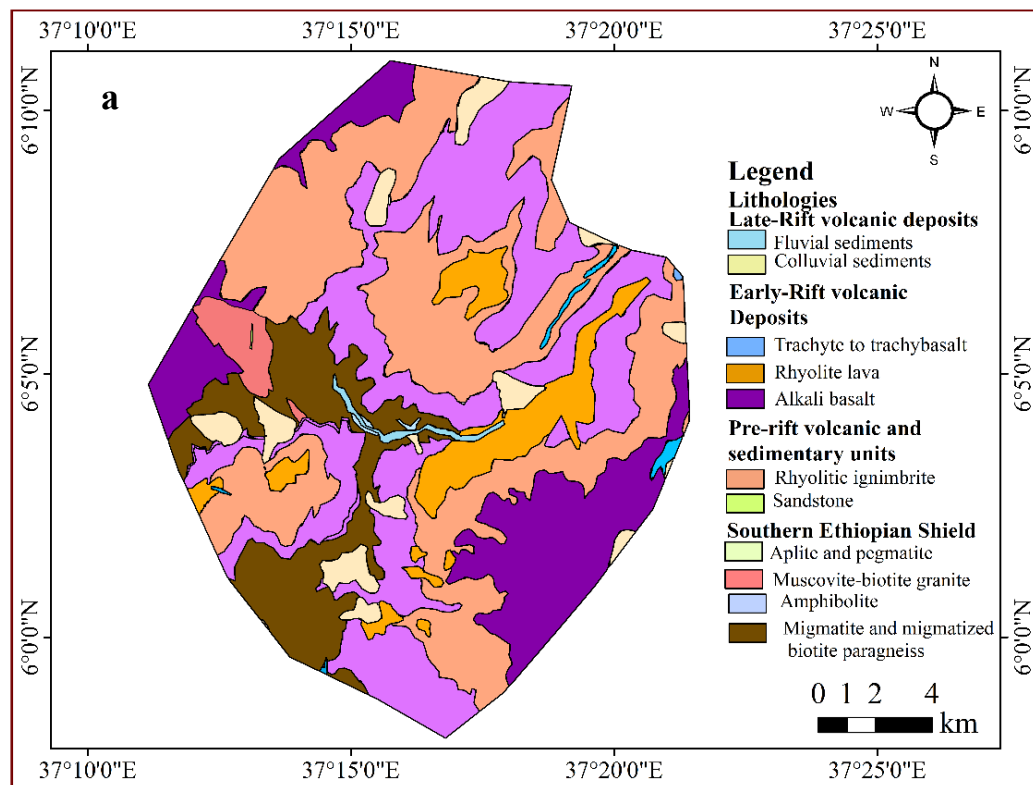 37°10'0"E 37°15'0"E 37°20'0"E 37°25'0"E
a
N
W E
S
6°10'0"N 6°10'0"N
6°5'0"N 6°5'0"N
6°0'0"N 6°0'0"N
Legend
Lithologies
Late-Rift volcanic deposits
Fluvial sediments
Colluvial sediments
Early-Rift volcanic
Deposits
Trachyte to trachybasalt
Rhyolite lava
Alkali basalt
Pre-rift volcanic and
sedimentary units
Rhyolitic ignimbrite
Sandstone
Southern Ethiopian Shield
Aplite and pegmatite
Muscovite-biotite granite
Amphibolite
Migmatite and migmatized
biotite paragneiss
0 1 2 4
km
37°10'0"E 37°15'0"E 37°20'0"E 37°25'0"E